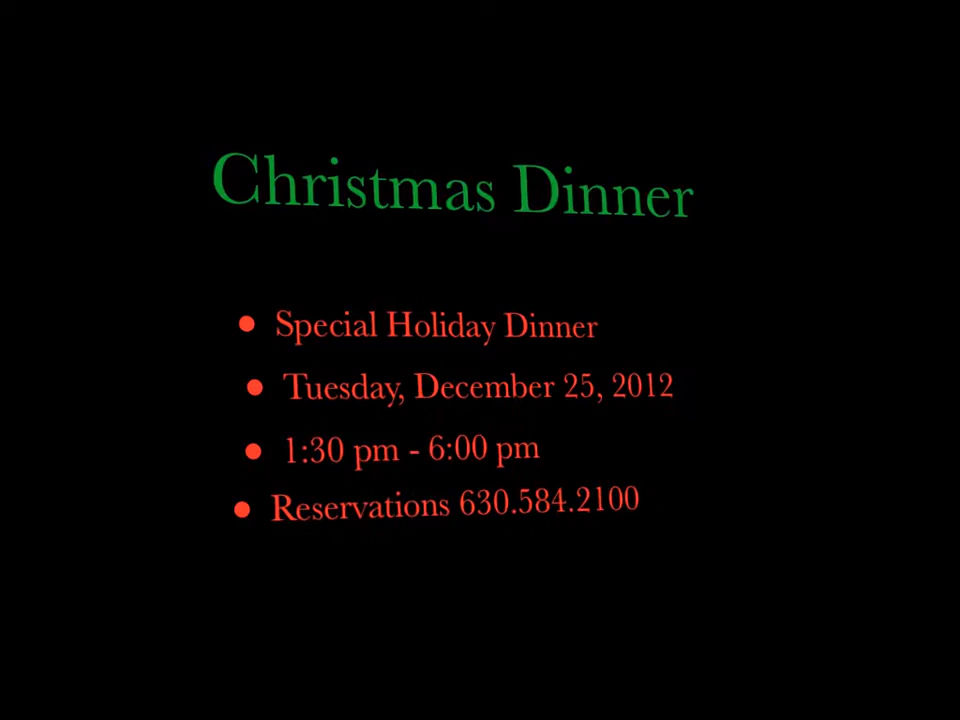 Christmas Dinner
• Special Holiday Dinner
• Tuesday, December 25, 2012
• 1:30 pm - 6:00 pm
• Reservations 630.584.2100